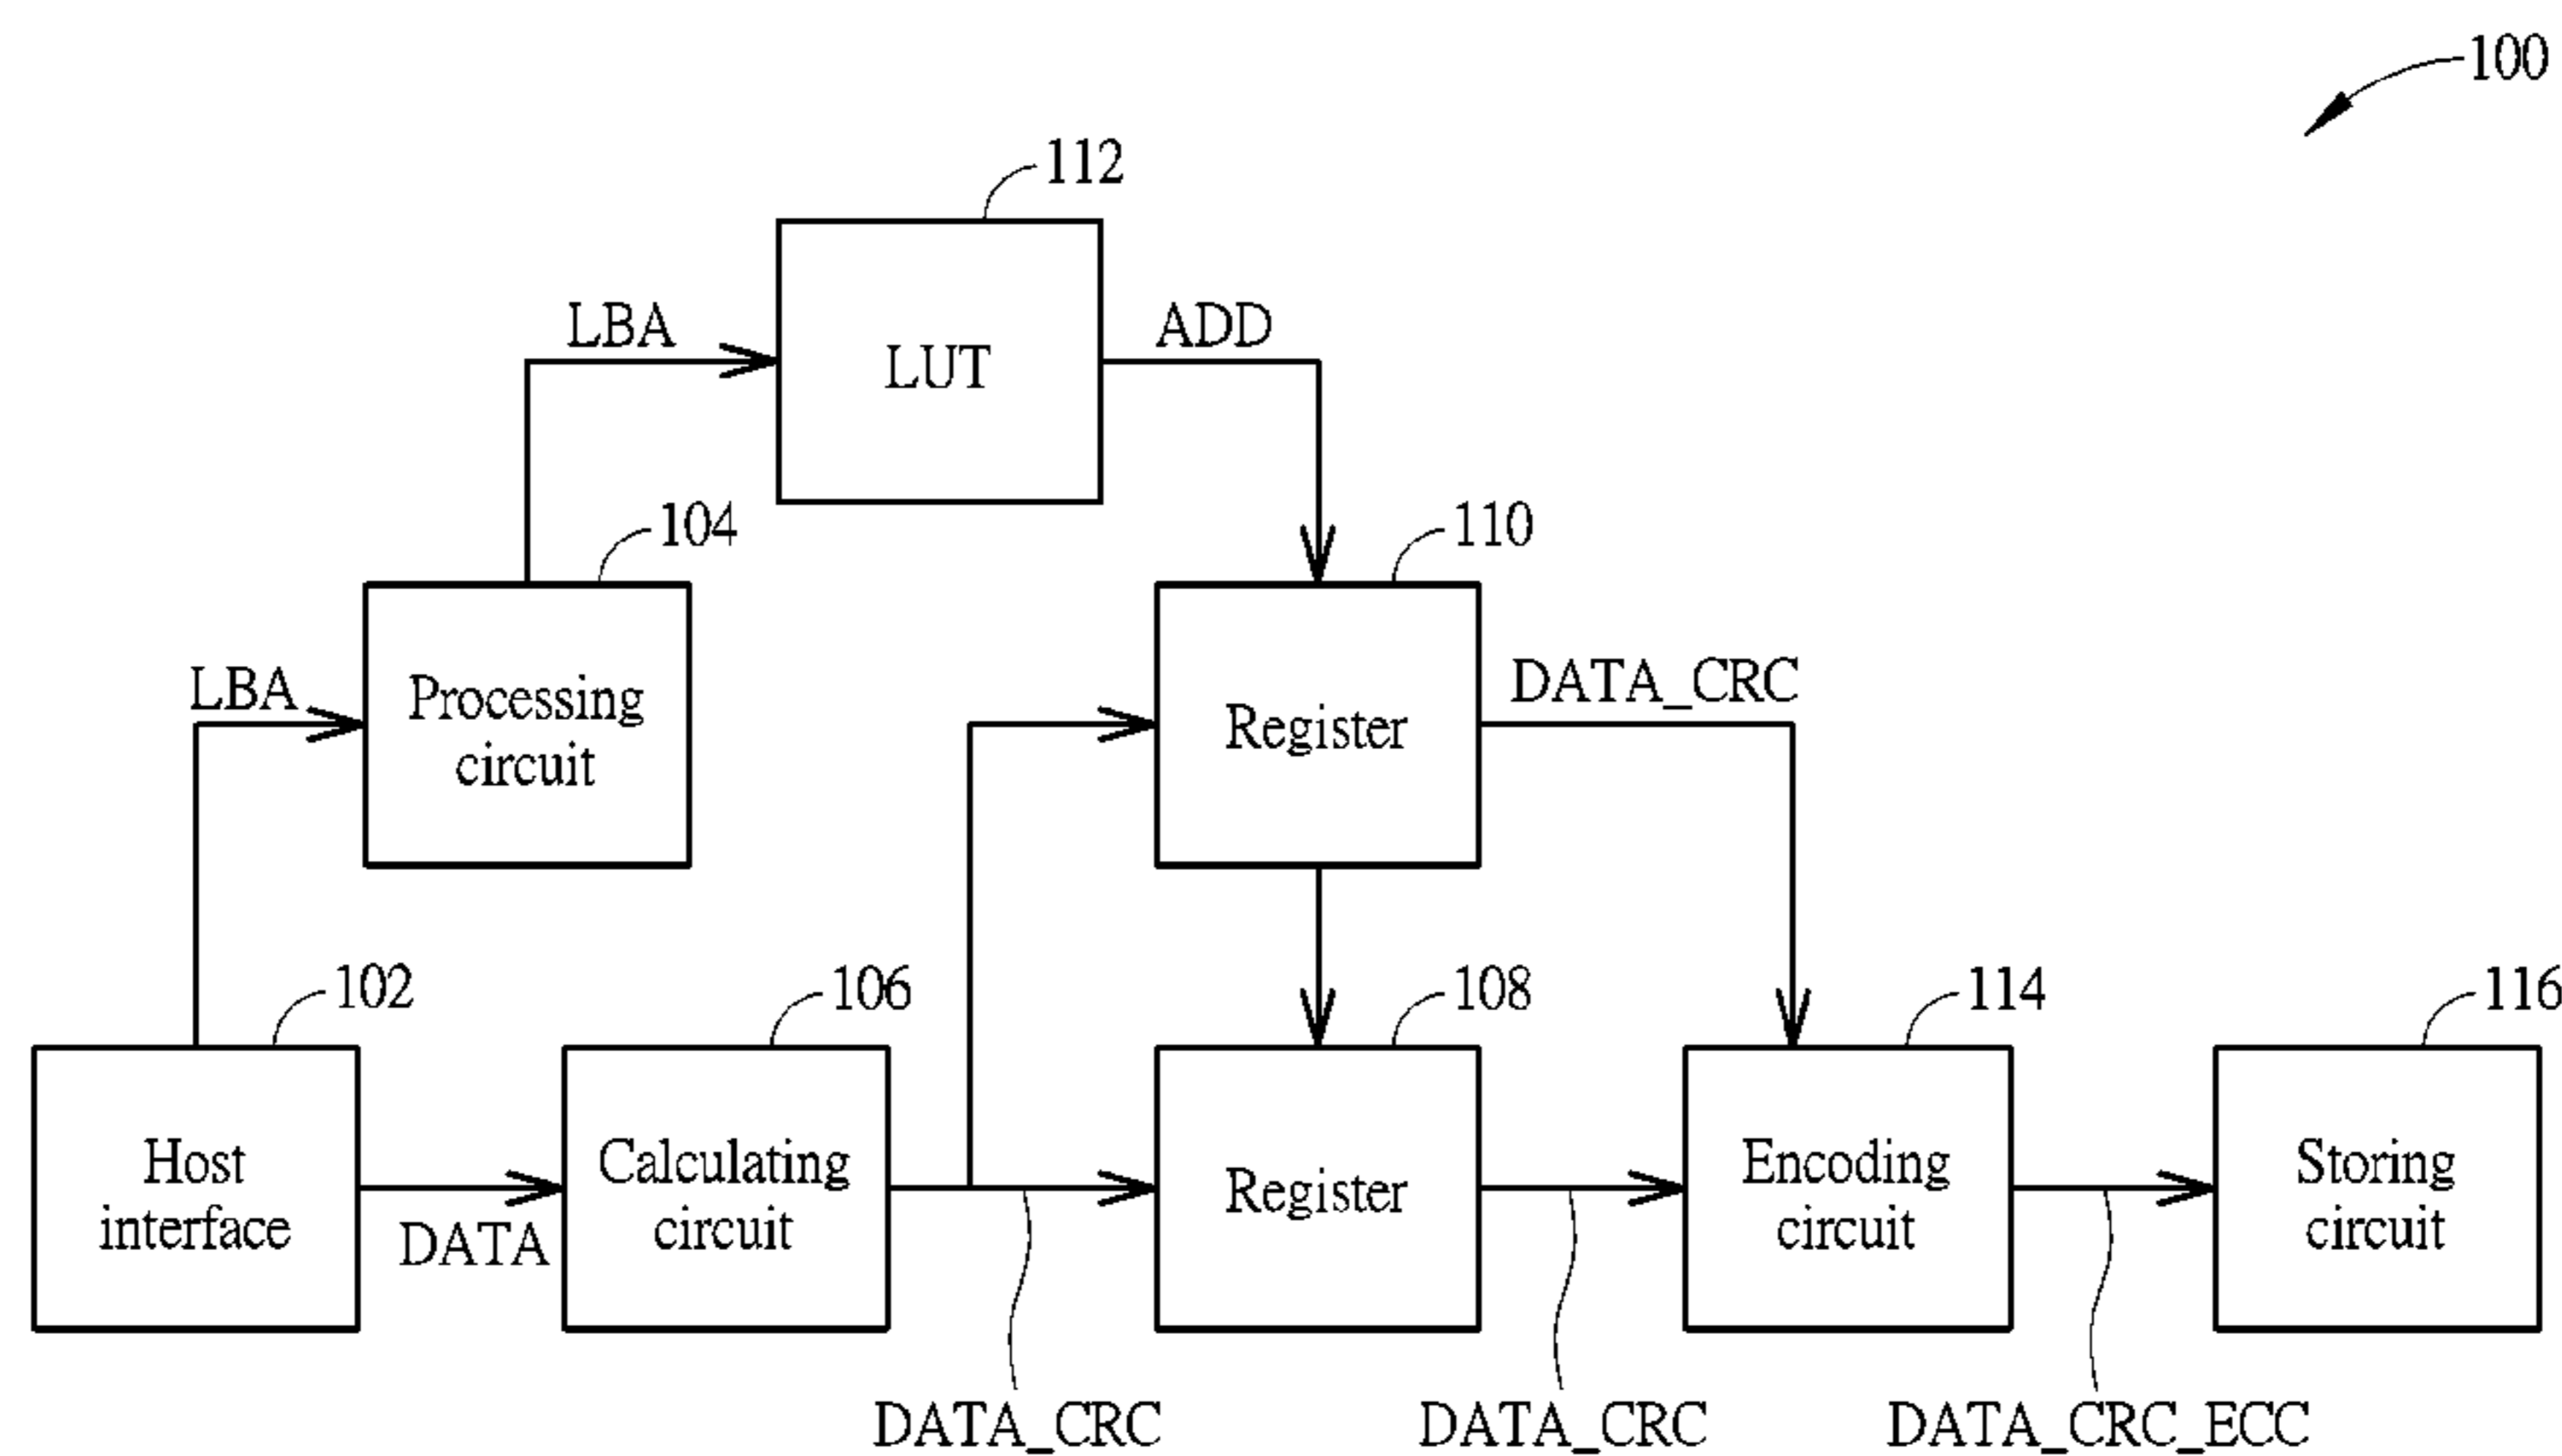 100
112
LBA
LUT
ADD
104
110
LBA
Processing
circuit
Register
DATA_CRC
102
106
108
114
116
Host
interface
DATA
Calculating
circuit
Register
Encoding
circuit
Storing
circuit
DATA_CRC
DATA_CRC
DATA_CRC_ECC